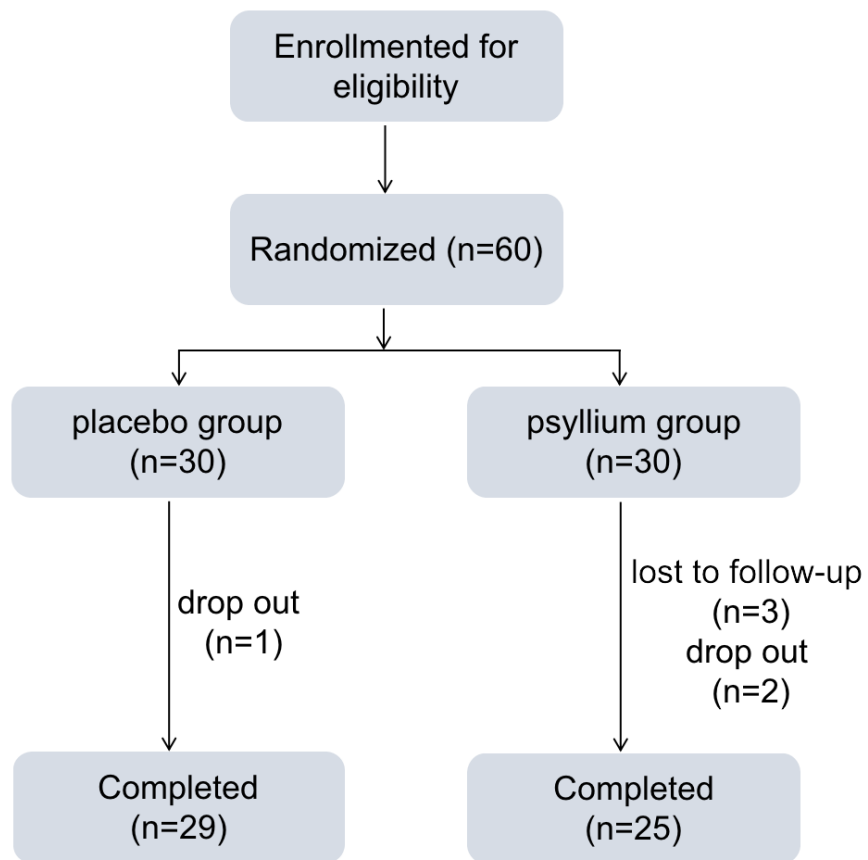 Enrollmented for
eligibility
Randomized (n=60)
placebo group
(n=30)
psyllium group
(n=30)
drop out
(n=1)
lost to follow-up
(n=3)
drop out
(n=2)
Completed
(n=29)
Completed
(n=25)